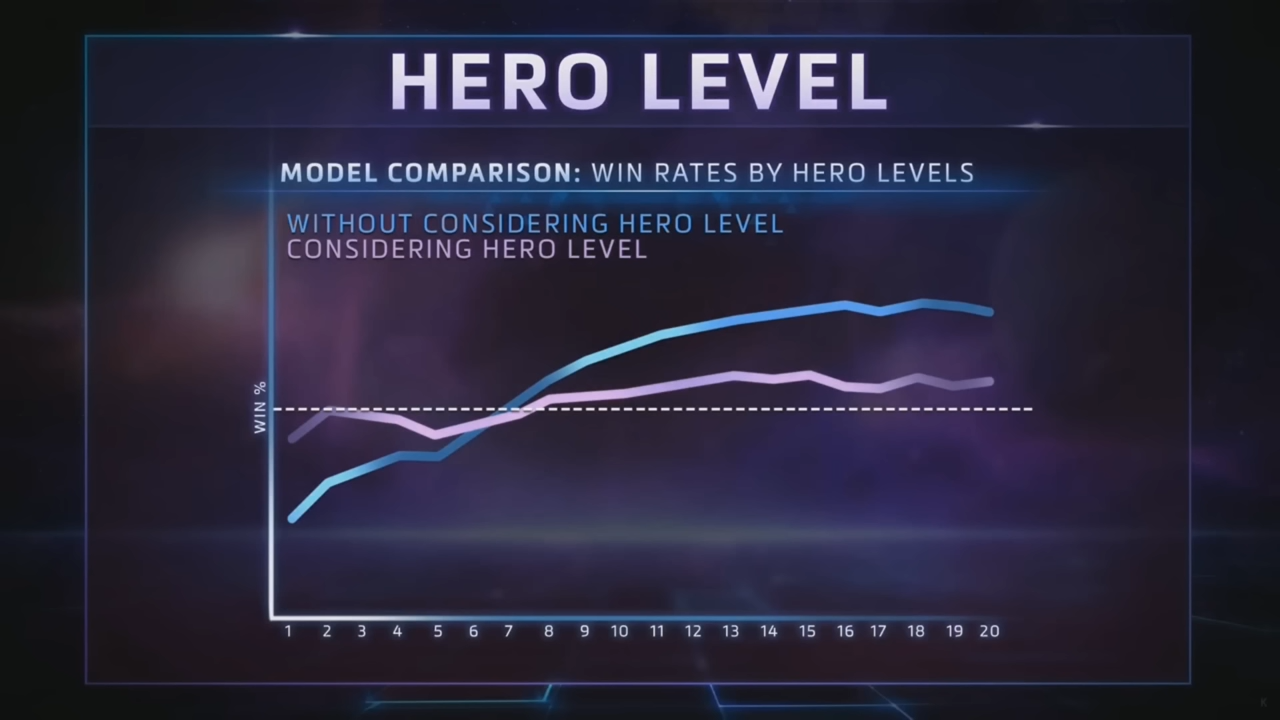 HERO LEVEL
MODEL COMPARISON: WIN RATES BY HERO LEVELS
WITHOUT CONSIDERING HERO LEVEL
CONSIDERING HERO LEVEL
WIN %
1 2 3 4 5 6 7 8 9 10 11 12 13 14 15 16 17 18 19 20
K